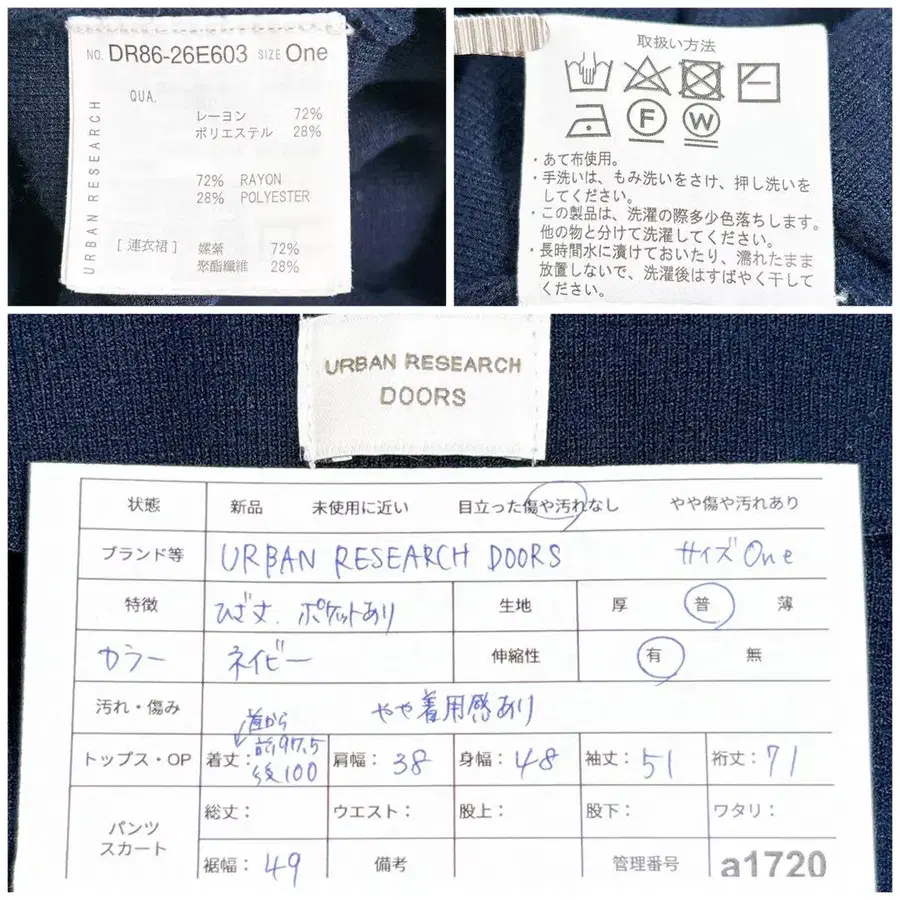 NO. DR86-26E603 SIZE One
URBAN RESEARCH
QUA.
レーヨン 72%
ポリエステル 28%
72% RAYON
28% POLYESTER
[連衣裙] 螺縈 72%
聚酯纖維 28%
取扱い方法
F W
・あて布使用。
・手洗いは、もみ洗いをさけ、押し洗いを
してください。
・この製品は、洗濯の際多少色落ちします。
他の物と分けて洗濯してください。
・長時間水に漬けておいたり、濡れたまま
放置しないで、洗濯後はすばやく干して
ください。
URBAN RESEARCH
DOORS
状態 新品 未使用に近い 目立った傷や汚れなし やや傷や汚れあり
ブランド等 URBAN RESEARCH DOORS サイズOne
特徴 ひざ丈、ポケットあり 生地 厚 普 薄
カラー ネイビー 伸縮性 有 無
汚れ・傷み やや着用感あり
首から
トップス・OP 着丈: 前97.5 後100 肩幅: 38 身幅: 48 袖丈: 51 裄丈: 71
パンツ スカート 総丈: ウエスト: 股上: 股下: ワタリ:
裾幅: 49 備考 管理番号 a1720